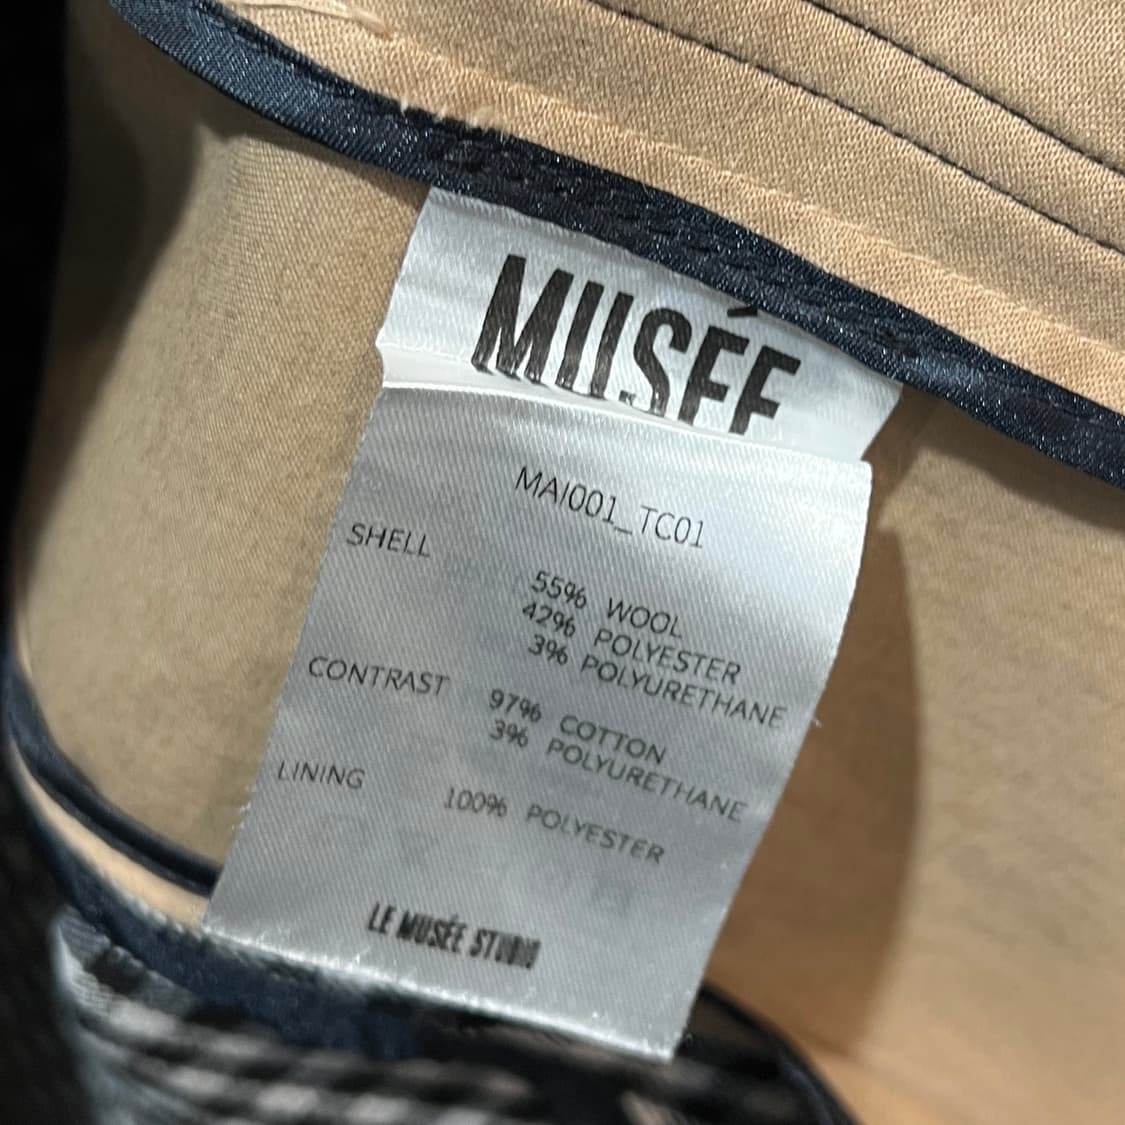 MUSÉE
MAI001_TC01
SHELL
55% WOOL
42% POLYESTER
3% POLYURETHANE
CONTRAST
97% COTTON
3% POLYURETHANE
LINING
100% POLYESTER
LE MUSÉE STUDIO